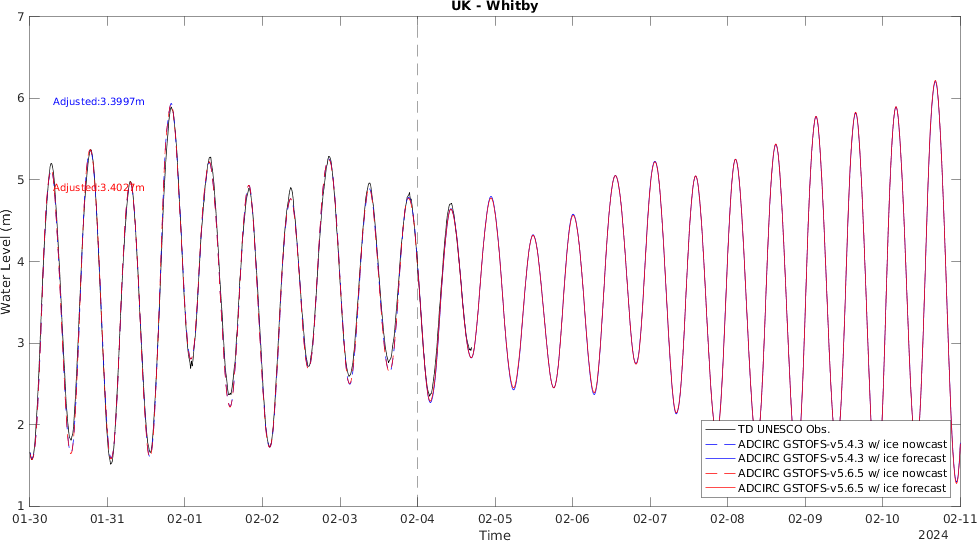 UK - Whitby
7
6
5
4
3
2
1
Water Level (m)
Adjusted:3.3997m
Adjusted:3.4027m
TD UNESCO Obs.
ADCIRC GSTOFS-v5.4.3 w/ ice nowcast
ADCIRC GSTOFS-v5.4.3 w/ ice forecast
ADCIRC GSTOFS-v5.6.5 w/ ice nowcast
ADCIRC GSTOFS-v5.6.5 w/ ice forecast
01-30 01-31 02-01 02-02 02-03 02-04 02-05 02-06 02-07 02-08 02-09 02-10 02-11
Time
2024